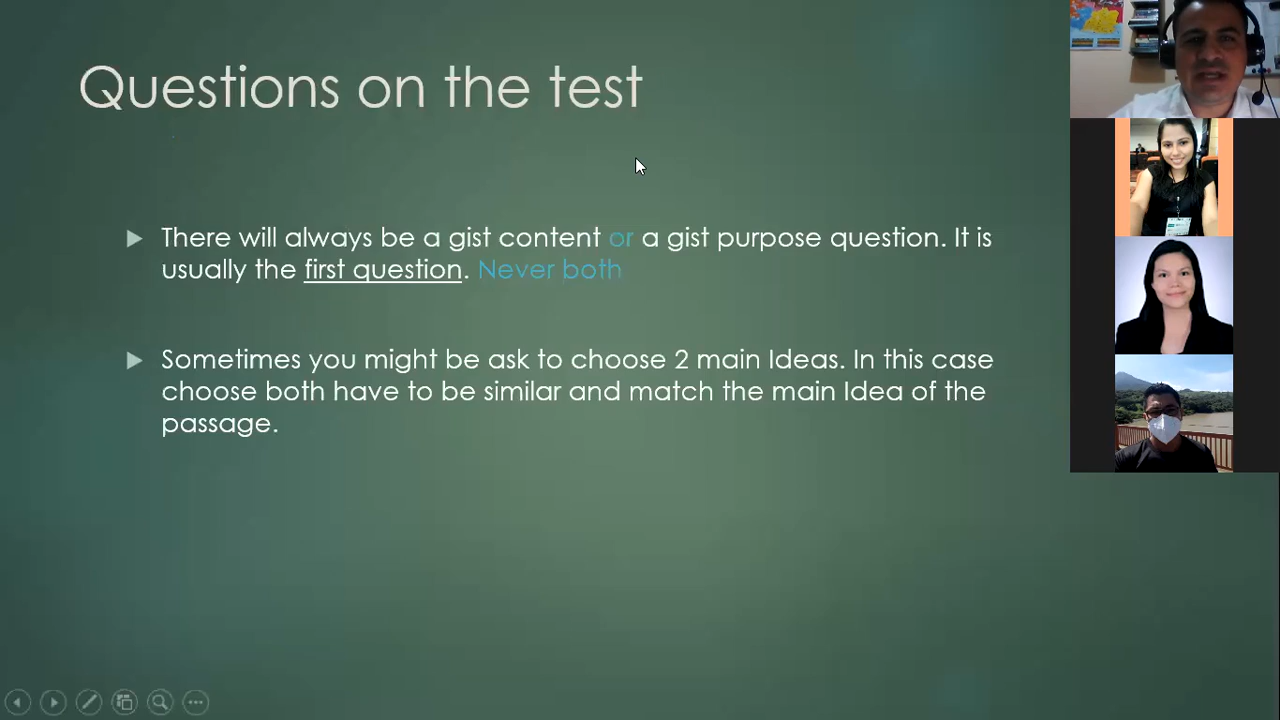 Questions on the test
There will always be a gist content or a gist purpose question. It is
usually the first question. Never both
Sometimes you might be ask to choose 2 main Ideas. In this case
choose both have to be similar and match the main Idea of the
passage.